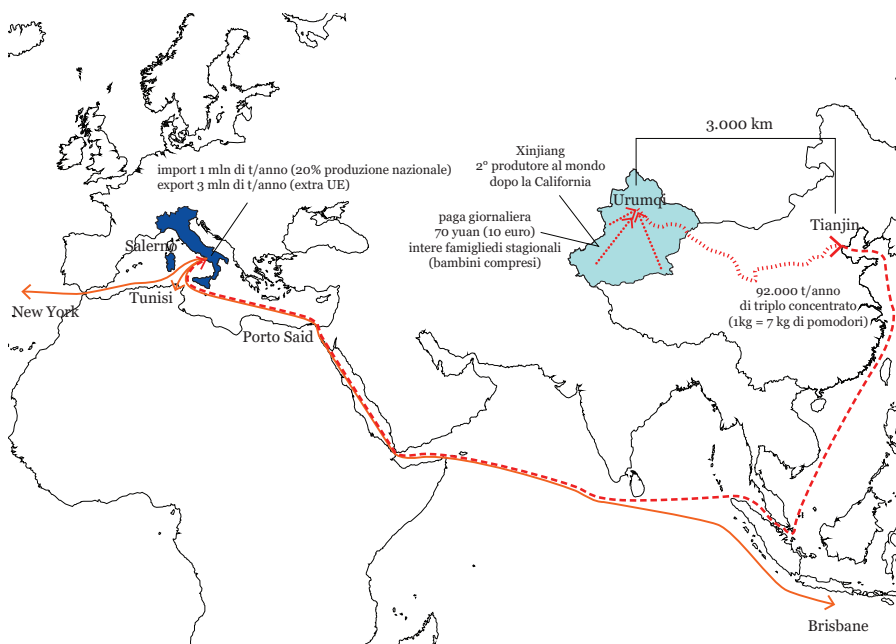 import 1 mln di t/anno (20% produzione nazionale)
export 3 mln di t/anno (extra UE)
Salerno
Tunisi
New York
Porto Said
Xinjiang
2° produtore al mondo
dopo la California
3.000 km
Urumqi
paga giornaliera
70 yuan (10 euro)
intere famigliedi stagionali
(bambini compresi)
Tianjin
92.000 t/anno
di triplo concentrato
(1kg = 7 kg di pomodori)
Brisbane